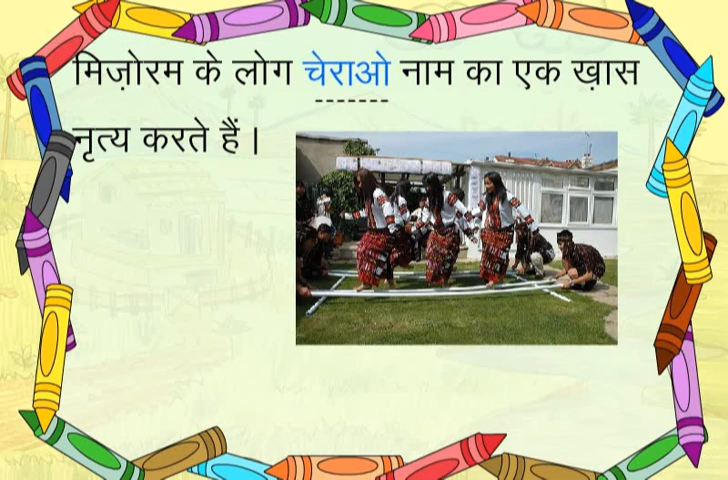 मिज़ोरम के लोग चेराओ नाम का एक ख़ास
नृत्य करते हैं।